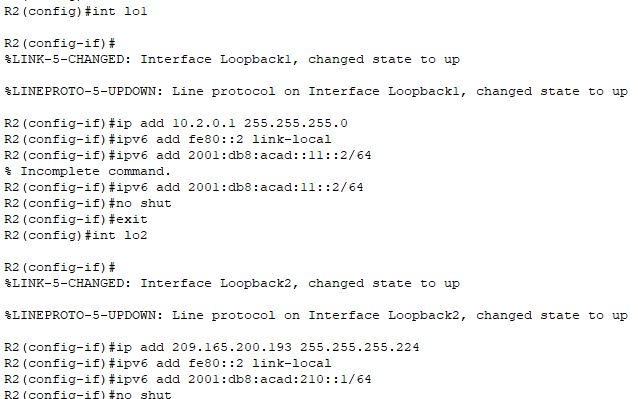 R2(config)#int lo1
R2(config-if)#
%LINK-5-CHANGED: Interface Loopback1, changed state to up
%LINEPROTO-5-UPDOWN: Line protocol on Interface Loopback1, changed state to up
R2(config-if)#ip add 10.2.0.1 255.255.255.0
R2(config-if)#ipv6 add fe80::2 link-local
R2(config-if)#ipv6 add 2001:db8:acad::11::2/64
% Incomplete command.
R2(config-if)#ipv6 add 2001:db8:acad:11::2/64
R2(config-if)#no shut
R2(config-if)#exit
R2(config)#int lo2
R2(config-if)#
%LINK-5-CHANGED: Interface Loopback2, changed state to up
%LINEPROTO-5-UPDOWN: Line protocol on Interface Loopback2, changed state to up
R2(config-if)#ip add 209.165.200.193 255.255.255.224
R2(config-if)#ipv6 add fe80::2 link-local
R2(config-if)#ipv6 add 2001:db8:acad:210::1/64
R2(config-if)#no shut